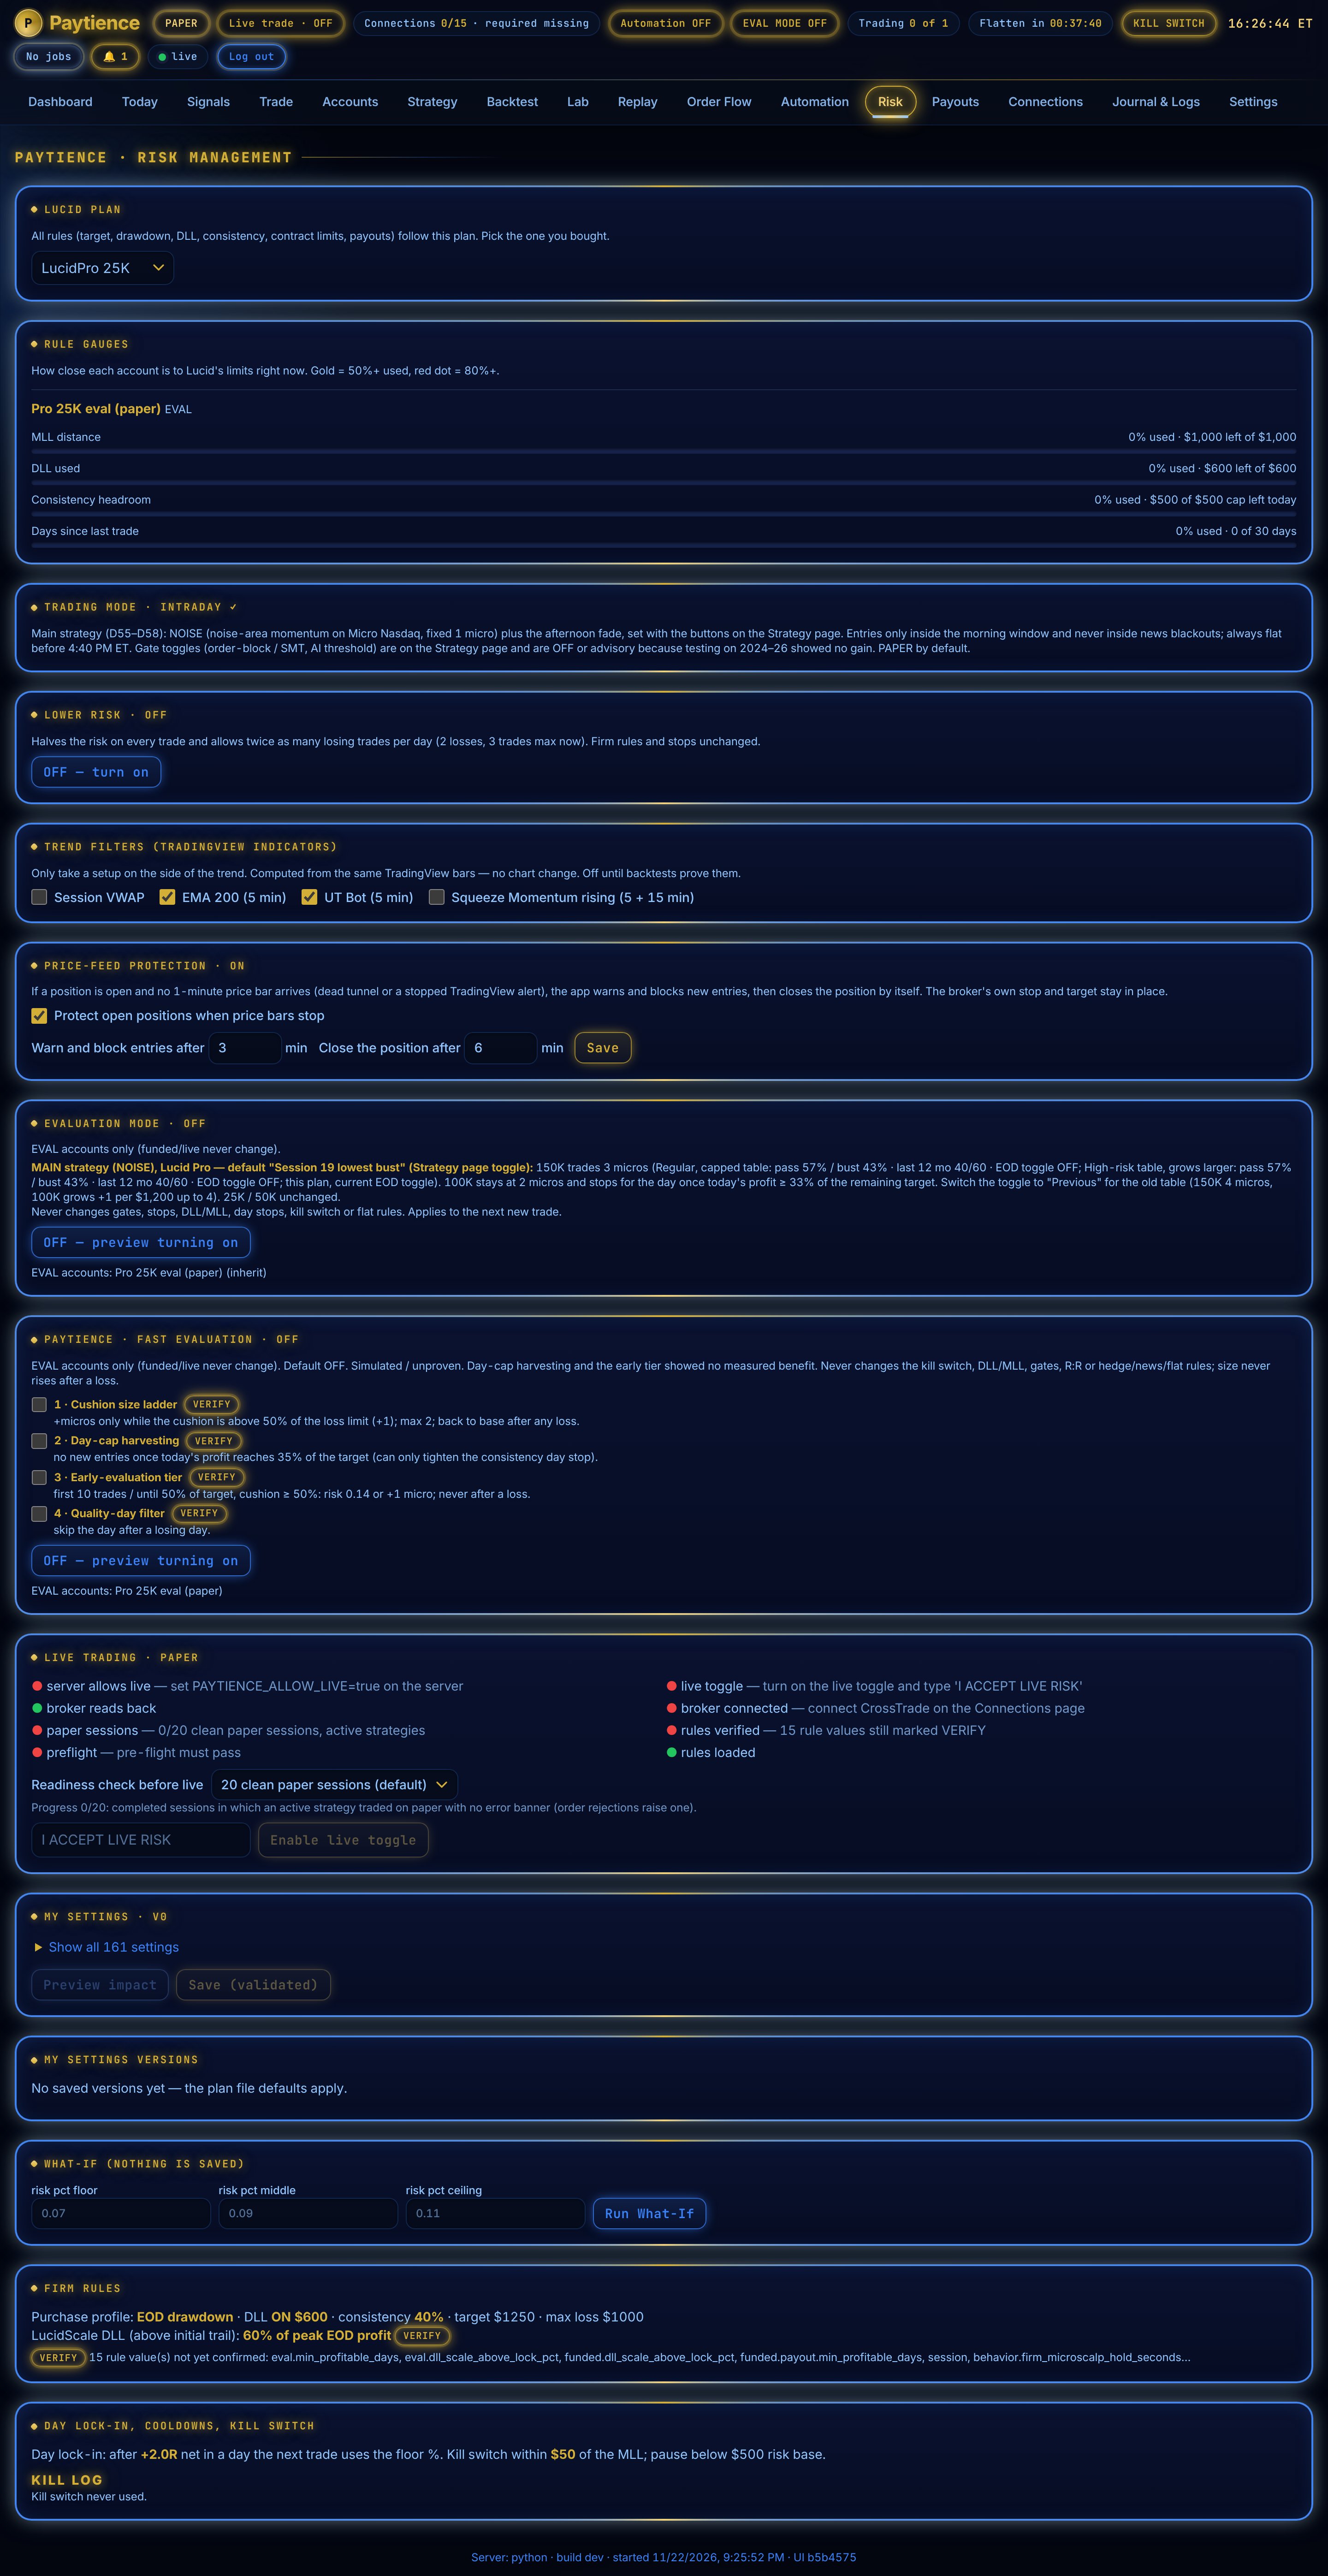 P Paytience PAPER Live trade · OFF Connections 0/15 · required missing Automation OFF EVAL MODE OFF Trading 0 of 1 Flatten in 00:37:40 KILL SWITCH 16:26:44 ET
No jobs 🔔 1 live Log out
Dashboard Today Signals Trade Accounts Strategy Backtest Lab Replay Order Flow Automation Risk Payouts Connections Journal & Logs Settings
PAYTIENCE · RISK MANAGEMENT
LUCID PLAN
All rules (target, drawdown, DLL, consistency, contract limits, payouts) follow this plan. Pick the one you bought.
LucidPro 25K
RULE GAUGES
How close each account is to Lucid's limits right now. Gold = 50%+ used, red dot = 80%+.
Pro 25K eval (paper) EVAL
MLL distance 0% used · $1,000 left of $1,000
DLL used 0% used · $600 left of $600
Consistency headroom 0% used · $500 of $500 cap left today
Days since last trade 0% used · 0 of 30 days
TRADING MODE · INTRADAY ✓
Main strategy (D55–D58): NOISE (noise-area momentum on Micro Nasdaq, fixed 1 micro) plus the afternoon fade, set with the buttons on the Strategy page. Entries only inside the morning window and never inside news blackouts; always flat
before 4:40 PM ET. Gate toggles (order-block / SMT, AI threshold) are on the Strategy page and are OFF or advisory because testing on 2024–26 showed no gain. PAPER by default.
LOWER RISK · OFF
Halves the risk on every trade and allows twice as many losing trades per day (2 losses, 3 trades max now). Firm rules and stops unchanged.
OFF — turn on
TREND FILTERS (TRADINGVIEW INDICATORS)
Only take a setup on the side of the trend. Computed from the same TradingView bars — no chart change. Off until backtests prove them.
Session VWAP EMA 200 (5 min) UT Bot (5 min) Squeeze Momentum rising (5 + 15 min)
PRICE-FEED PROTECTION · ON
If a position is open and no 1-minute price bar arrives (dead tunnel or a stopped TradingView alert), the app warns and blocks new entries, then closes the position by itself. The broker's own stop and target stay in place.
Protect open positions when price bars stop
Warn and block entries after 3 min Close the position after 6 min Save
EVALUATION MODE · OFF
EVAL accounts only (funded/live never change).
MAIN strategy (NOISE), Lucid Pro — default "Session 19 lowest bust" (Strategy page toggle): 150K trades 3 micros (Regular, capped table: pass 57% / bust 43% · last 12 mo 40/60 · EOD toggle OFF; High-risk table, grows larger: pass 57%
/ bust 43% · last 12 mo 40/60 · EOD toggle OFF; this plan, current EOD toggle). 100K stays at 2 micros and stops for the day once today's profit ≥ 33% of the remaining target. Switch the toggle to "Previous" for the old table (150K 4 micros,
100K grows +1 per $1,200 up to 4). 25K / 50K unchanged.
Never changes gates, stops, DLL/MLL, day stops, kill switch or flat rules. Applies to the next new trade.
OFF — preview turning on
EVAL accounts: Pro 25K eval (paper) (inherit)
PAYTIENCE · FAST EVALUATION · OFF
EVAL accounts only (funded/live never change). Default OFF. Simulated / unproven. Day-cap harvesting and the early tier showed no measured benefit. Never changes the kill switch, DLL/MLL, gates, R:R or hedge/news/flat rules; size never
rises after a loss.
1 · Cushion size ladder VERIFY
+micros only while the cushion is above 50% of the loss limit (+1); max 2; back to base after any loss.
2 · Day-cap harvesting VERIFY
no new entries once today's profit reaches 35% of the target (can only tighten the consistency day stop).
3 · Early-evaluation tier VERIFY
first 10 trades / until 50% of target, cushion ≥ 50%: risk 0.14 or +1 micro; never after a loss.
4 · Quality-day filter VERIFY
skip the day after a losing day.
OFF — preview turning on
EVAL accounts: Pro 25K eval (paper)
LIVE TRADING · PAPER
server allows live — set PAYTIENCE_ALLOW_LIVE=true on the server live toggle — turn on the live toggle and type 'I ACCEPT LIVE RISK'
broker reads back broker connected — connect CrossTrade on the Connections page
paper sessions — 0/20 clean paper sessions, active strategies rules verified — 15 rule values still marked VERIFY
preflight — pre-flight must pass rules loaded
Readiness check before live 20 clean paper sessions (default)
Progress 0/20: completed sessions in which an active strategy traded on paper with no error banner (order rejections raise one).
I ACCEPT LIVE RISK Enable live toggle
MY SETTINGS · V0
Show all 161 settings
Preview impact Save (validated)
MY SETTINGS VERSIONS
No saved versions yet — the plan file defaults apply.
WHAT-IF (NOTHING IS SAVED)
risk pct floor risk pct middle risk pct ceiling
0.07 0.09 0.11 Run What-If
FIRM RULES
Purchase profile: EOD drawdown · DLL ON $600 · consistency 40% · target $1250 · max loss $1000
LucidScale DLL (above initial trail): 60% of peak EOD profit VERIFY
VERIFY 15 rule value(s) not yet confirmed: eval.min_profitable_days, eval.dll_scale_above_lock_pct, funded.dll_scale_above_lock_pct, funded.payout.min_profitable_days, session, behavior.firm_microscalp_hold_seconds…
DAY LOCK-IN, COOLDOWNS, KILL SWITCH
Day lock-in: after +2.0R net in a day the next trade uses the floor %. Kill switch within $50 of the MLL; pause below $500 risk base.
KILL LOG
Kill switch never used.
Server: python · build dev · started 11/22/2026, 9:25:52 PM · UI b5b4575